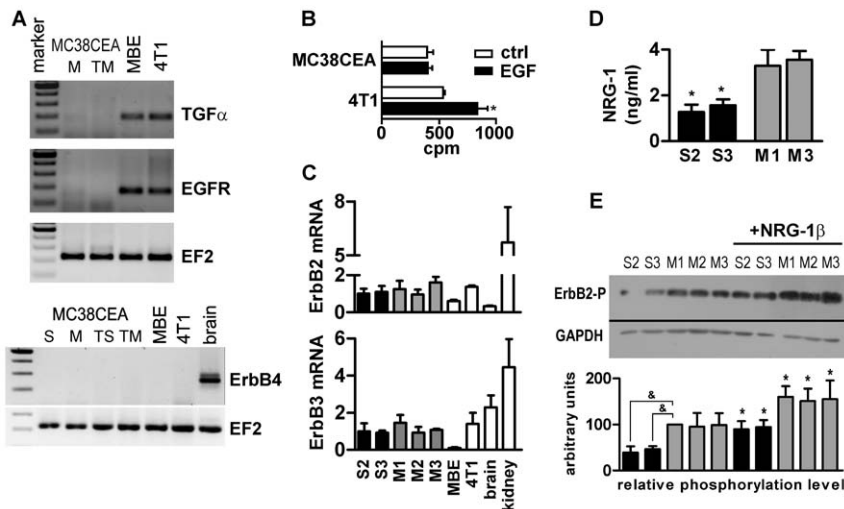 A
marker
MC38CEA
M TM
MBE
4T1
TGFα
EGFR
EF2
MC38CEA
S M TS TM
MBE
4T1
brain
ErbB4
EF2
B
MC38CEA
4T1
ctrl
EGF
*
0 500 1000
cpm
C
ErbB2 mRNA
8
5
2
1
0
ErbB3 mRNA
6
4
2
0
S2 S3 M1 M2 M3 MBE 4T1 brain kidney
D
NRG-1
(ng/ml)
4
2
0
* *
S2 S3 M1 M3
E
+NRG-1β
S2 S3 M1 M2 M3 S2 S3 M1 M2 M3
ErbB2-P
GAPDH
arbitrary units
200
100
0
&
&
* * * * *
relative phosphorylation level